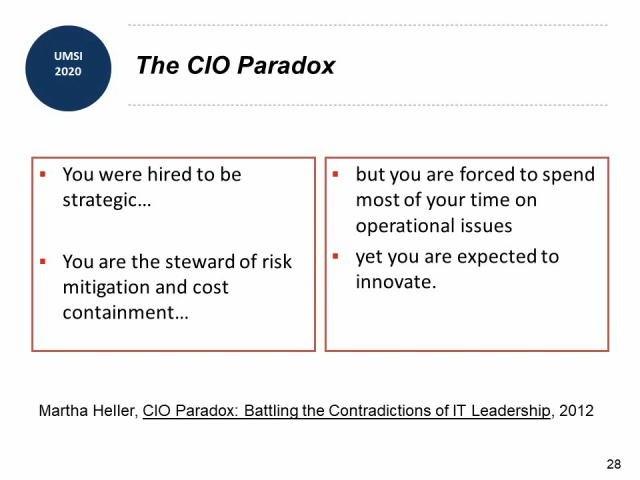 UMSI
2020
The CIO Paradox
▪ You were hired to be
strategic…
▪ You are the steward of risk
mitigation and cost
containment…
▪ but you are forced to spend
most of your time on
operational issues
▪ yet you are expected to
innovate.
Martha Heller, CIO Paradox: Battling the Contradictions of IT Leadership, 2012
28